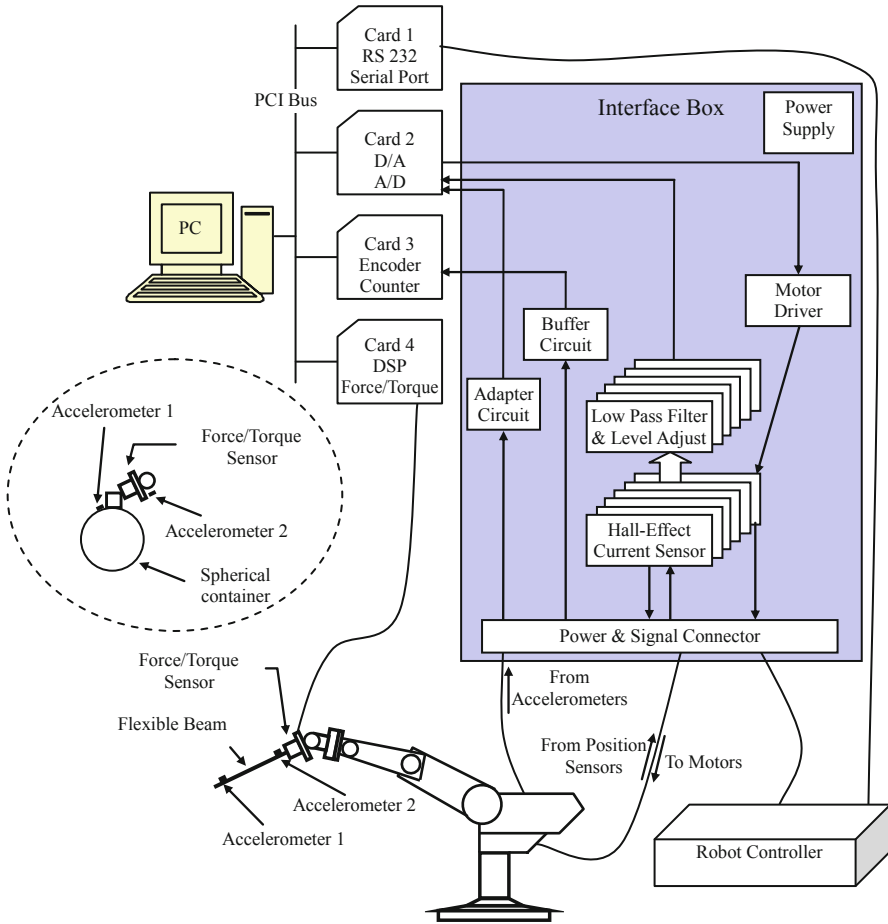 Card 1
RS 232
Serial Port
PCI Bus
Interface Box
Power
Supply
Card 2
D/A
A/D
PC
Card 3
Encoder
Counter
Motor
Driver
Buffer
Circuit
Card 4
DSP
Force/Torque
Adapter
Circuit
Low Pass Filter
& Level Adjust
Accelerometer 1
Force/Torque
Sensor
Accelerometer 2
Spherical
container
Hall-Effect
Current Sensor
Power & Signal Connector
Force/Torque
Sensor
From
Accelerometers
Flexible Beam
From Position
Sensors
To Motors
Accelerometer 2
Accelerometer 1
Robot Controller